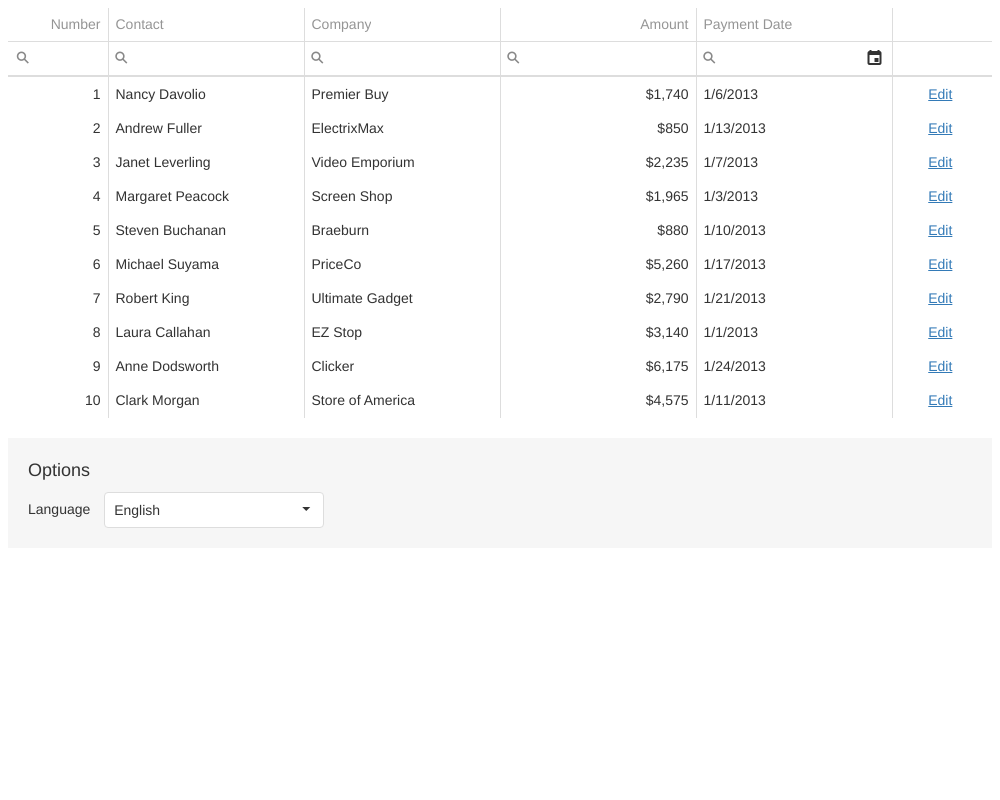 Number Contact Company Amount Payment Date
1 Nancy Davolio Premier Buy $1,740 1/6/2013 Edit
2 Andrew Fuller ElectrixMax $850 1/13/2013 Edit
3 Janet Leverling Video Emporium $2,235 1/7/2013 Edit
4 Margaret Peacock Screen Shop $1,965 1/3/2013 Edit
5 Steven Buchanan Braeburn $880 1/10/2013 Edit
6 Michael Suyama PriceCo $5,260 1/17/2013 Edit
7 Robert King Ultimate Gadget $2,790 1/21/2013 Edit
8 Laura Callahan EZ Stop $3,140 1/1/2013 Edit
9 Anne Dodsworth Clicker $6,175 1/24/2013 Edit
10 Clark Morgan Store of America $4,575 1/11/2013 Edit
Options
Language English